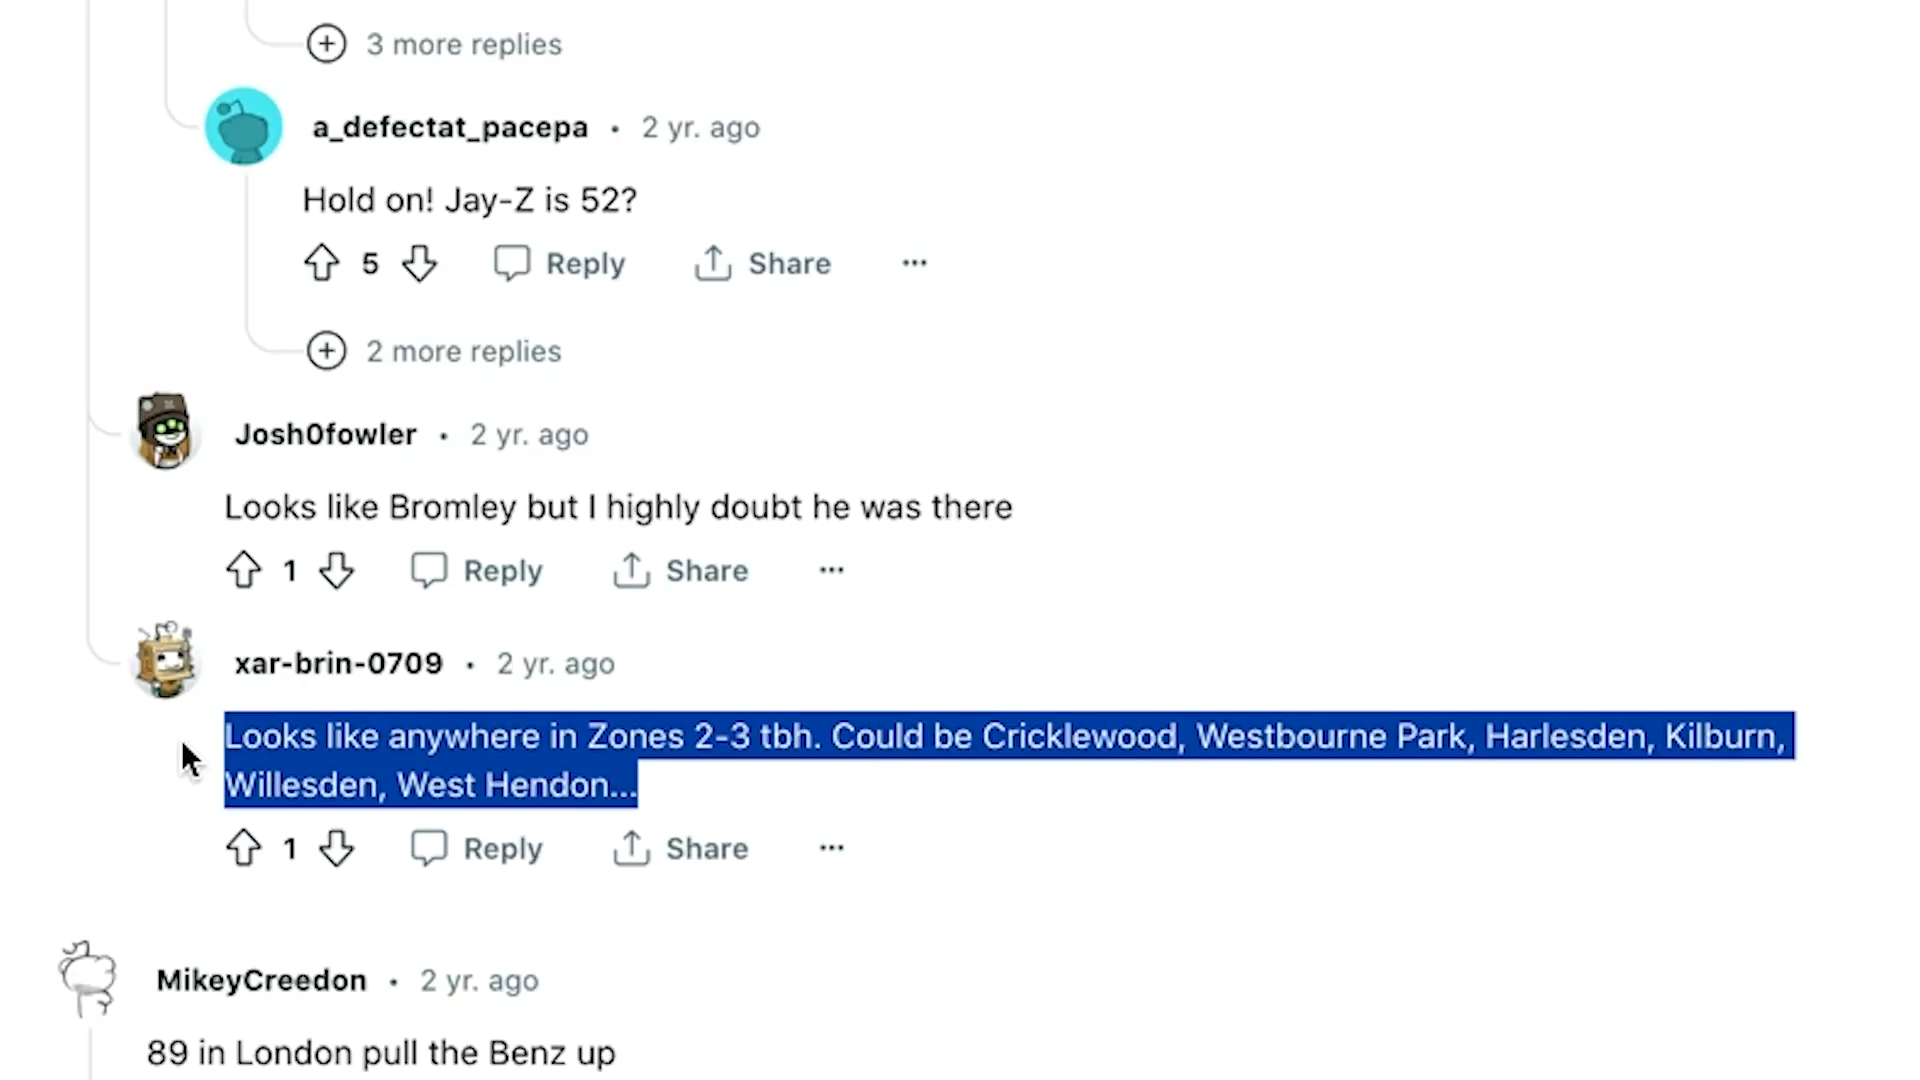 3 more replies
a_defectat_pacepa • 2 yr. ago
Hold on! Jay-Z is 52?
5 Reply Share ...
2 more replies
Josh0fowler • 2 yr. ago
Looks like Bromley but I highly doubt he was there
1 Reply Share ...
xar-brin-0709 • 2 yr. ago
Looks like anywhere in Zones 2-3 tbh. Could be Cricklewood, Westbourne Park, Harlesden, Kilburn,
Willesden, West Hendon...
1 Reply Share ...
MikeyCreedon • 2 yr. ago
89 in London pull the Benz up